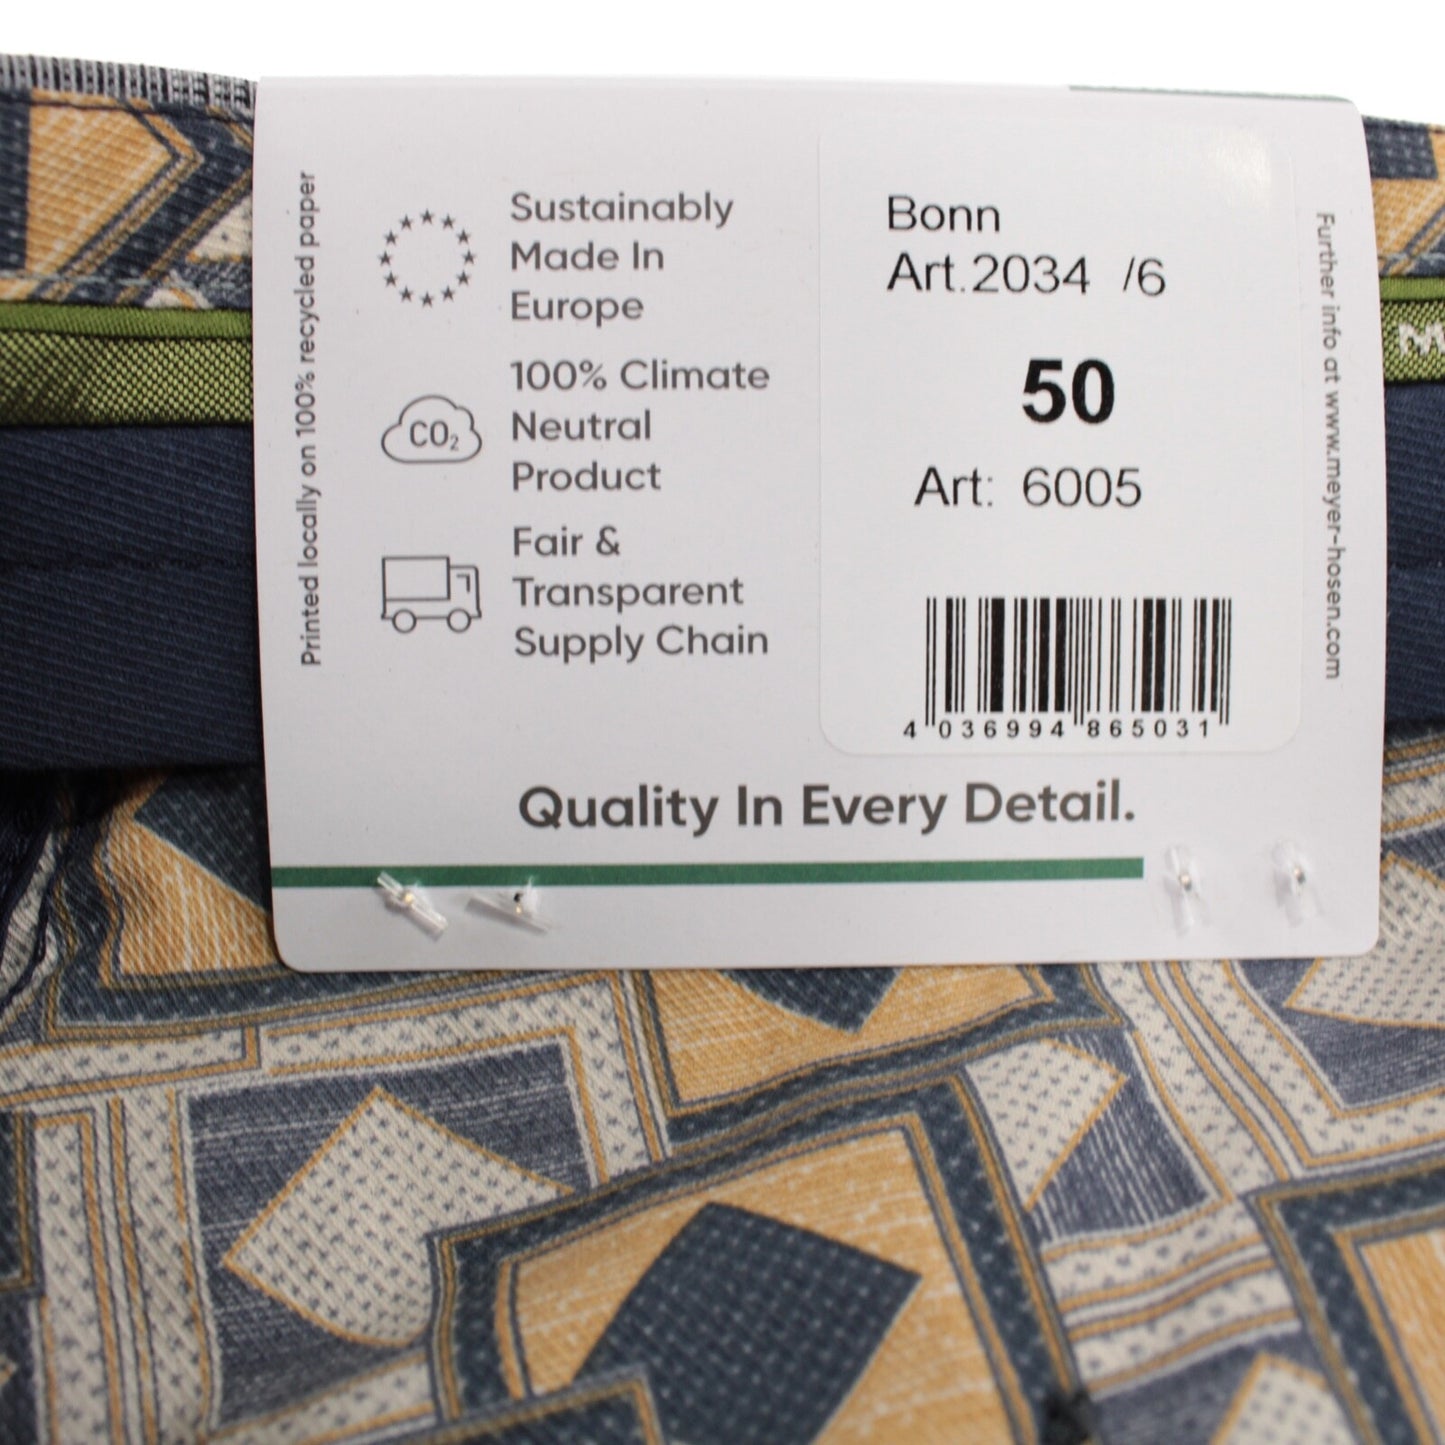 Printed locally on 100% recycled paper
Sustainably
Made In
Europe
CO₂
100% Climate
Neutral
Product
Fair &
Transparent
Supply Chain
Bonn
Art.2034 /6
50
Art: 6005
4 036994 865031
Further info at www.meyer-hosen.com
Quality In Every Detail.